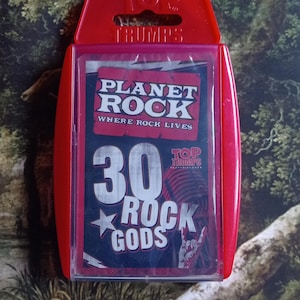 TRUMPS
PLANET
ROCK
WHERE ROCK LIVES
TOP
TRUMPS
30
ROCK
GODS